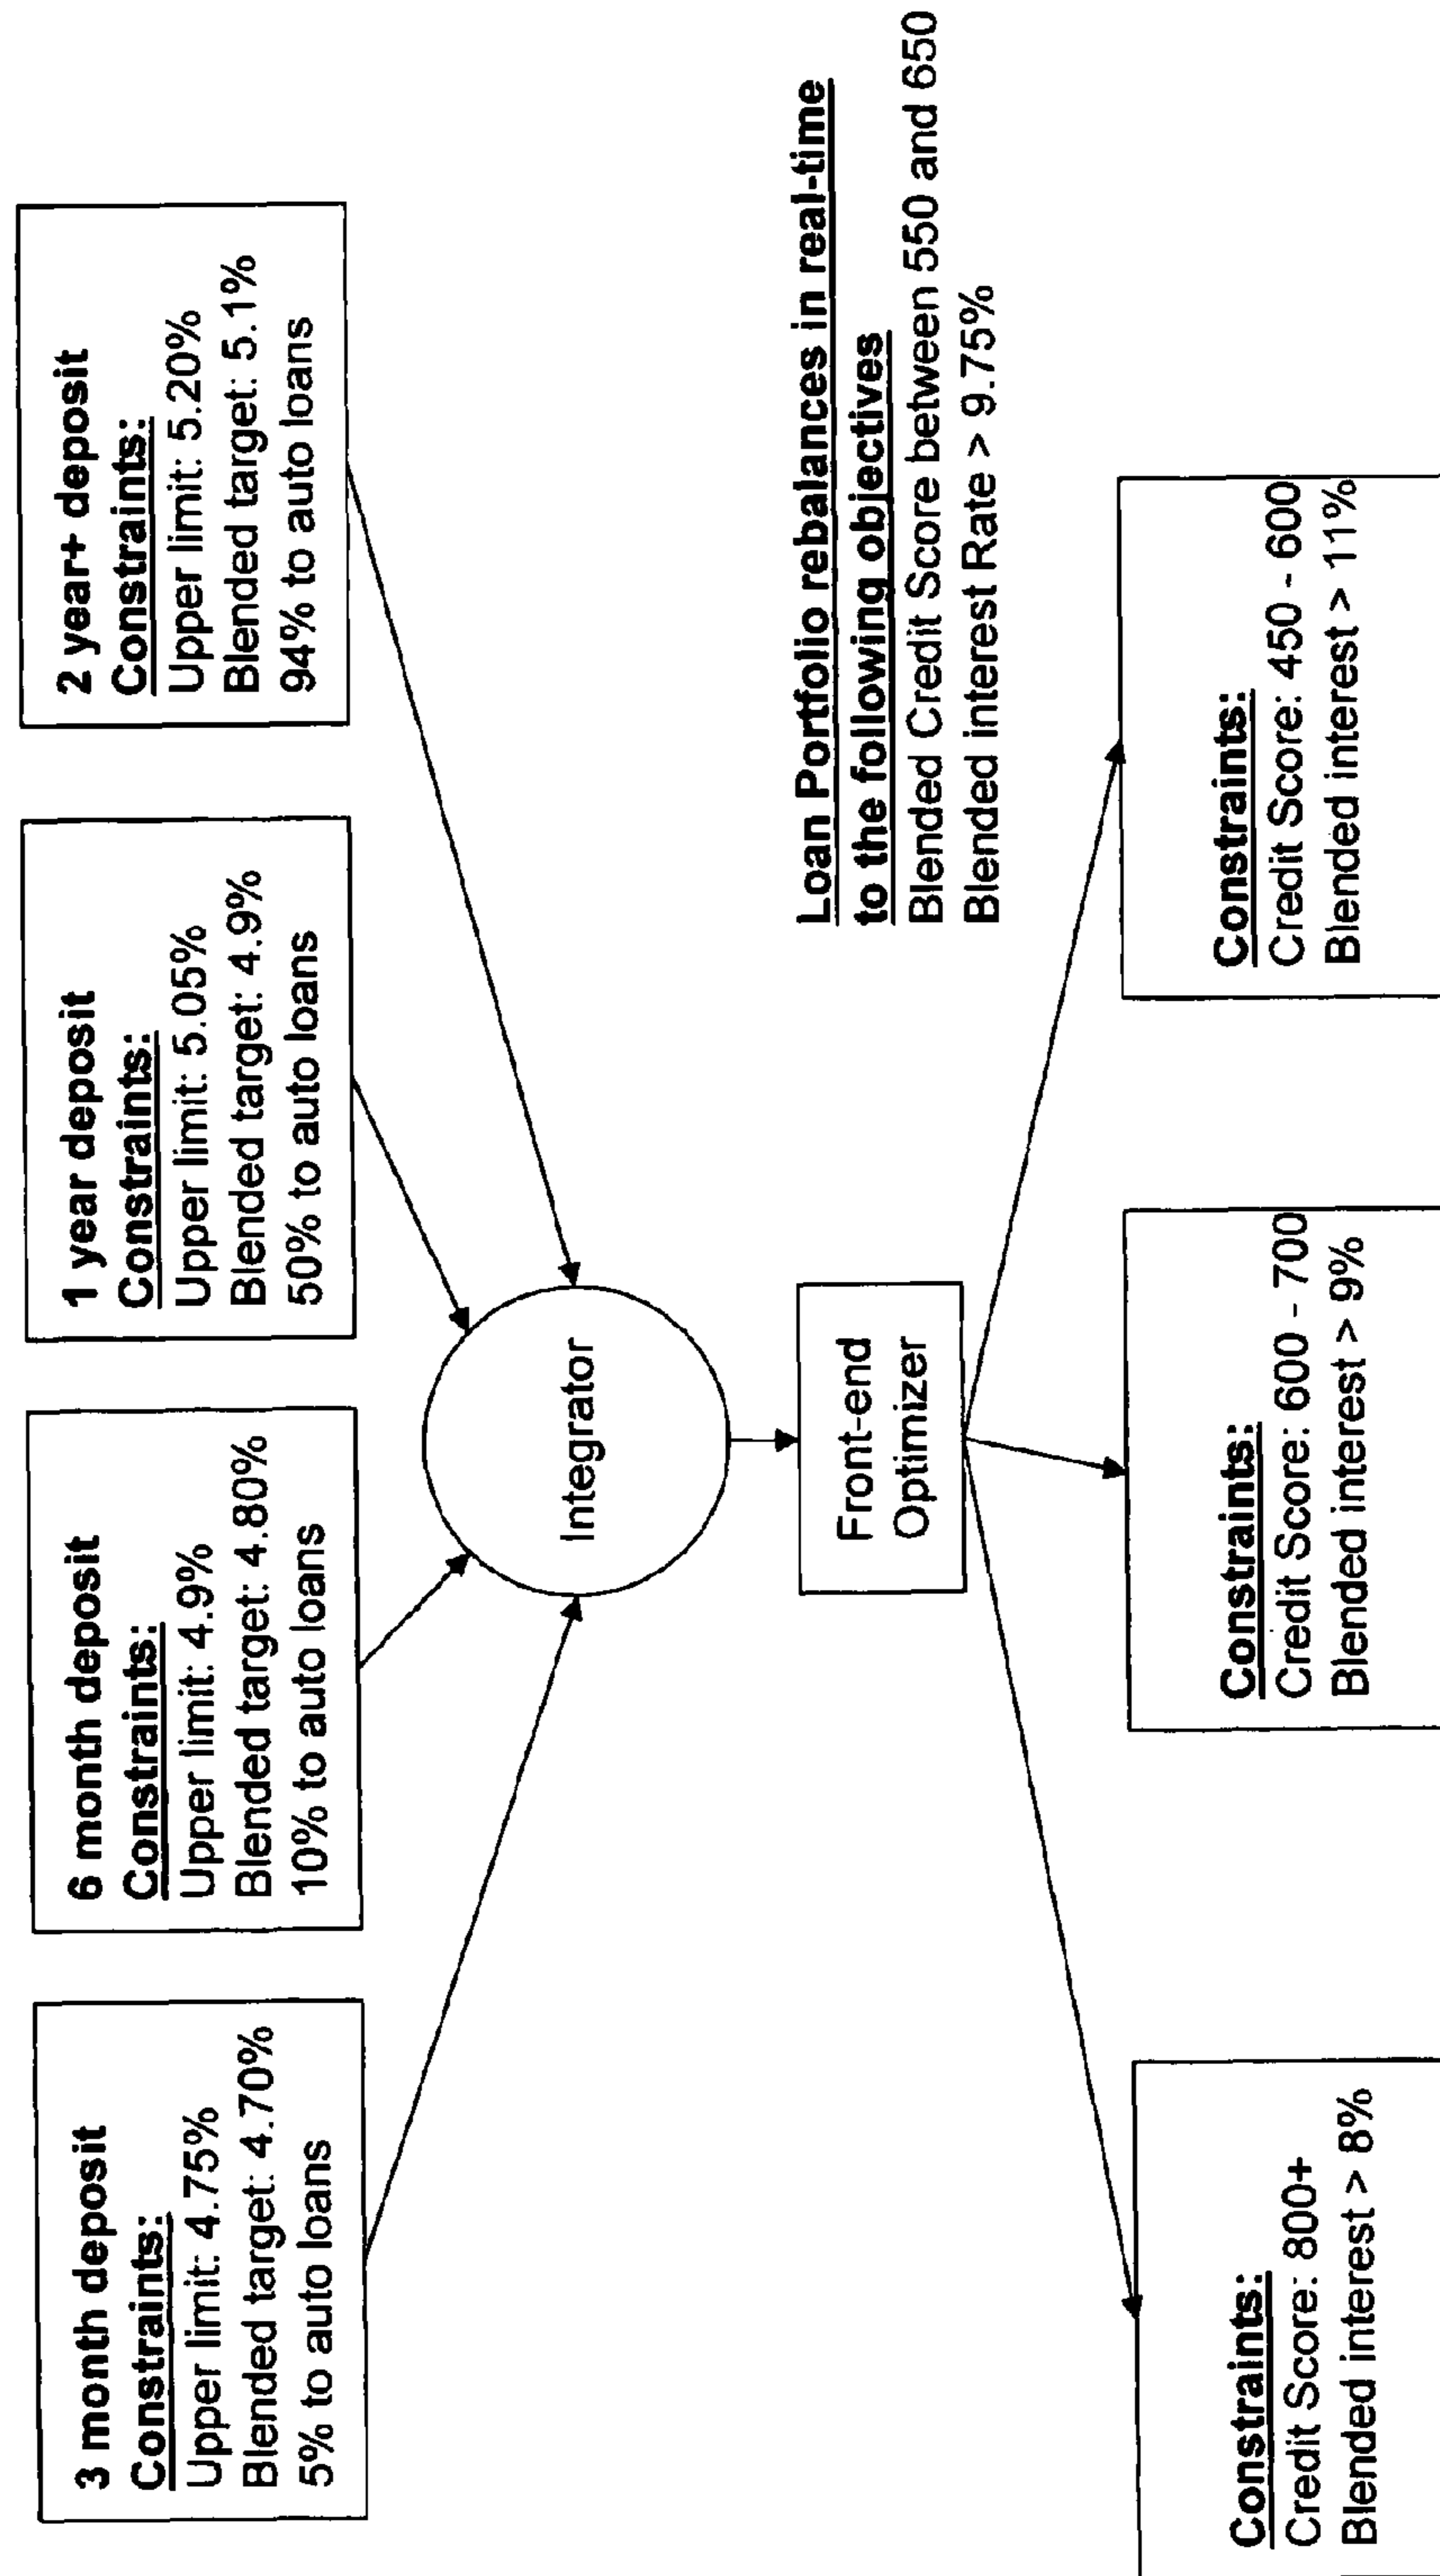 3 month deposit
Constraints:
Upper limit: 4.75%
Blended target: 4.70%
5% to auto loans
6 month deposit
Constraints:
Upper limit: 4.9%
Blended target: 4.80%
10% to auto loans
1 year deposit
Constraints:
Upper limit: 5.05%
Blended target: 4.9%
50% to auto loans
2 year+ deposit
Constraints:
Upper limit: 5.20%
Blended target: 5.1%
94% to auto loans
Integrator
Front-end
Optimizer
Loan Portfolio rebalances in real-time
to the following objectives
Blended Credit Score between 550 and 650
Blended interest Rate > 9.75%
Constraints:
Credit Score: 800+
Blended interest > 8%
Constraints:
Credit Score: 600 - 700
Blended interest > 9%
Constraints:
Credit Score: 450 - 600
Blended interest > 11%